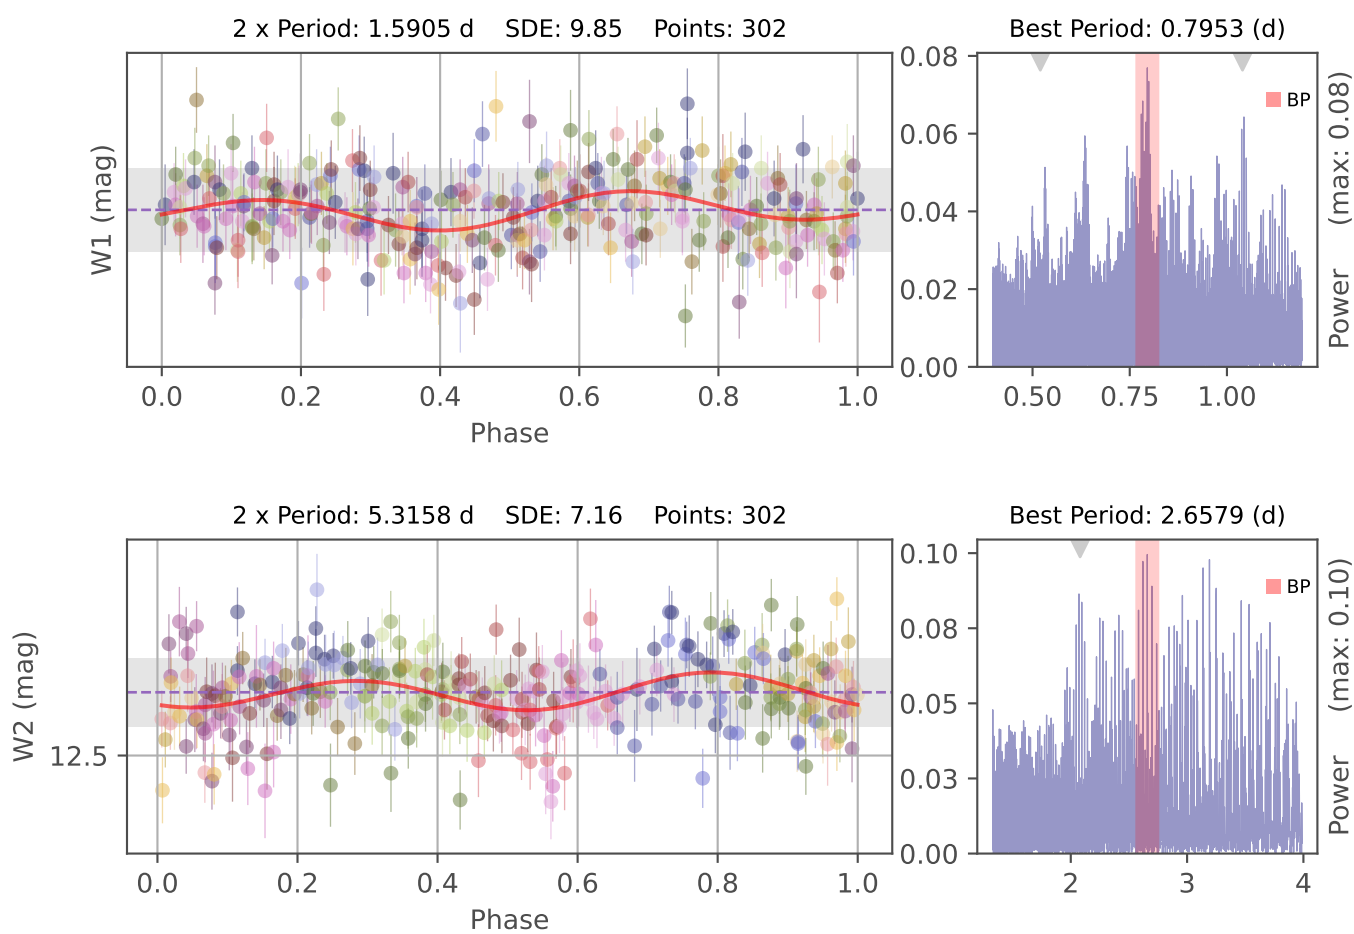 2 x Period: 1.5905 d SDE: 9.85 Points: 302
Best Period: 0.7953 (d)
W1 (mag)
0.0 0.2 0.4 0.6 0.8 1.0
Phase
0.08
0.06
0.04
0.02
0.00
BP
0.50 0.75 1.00
Power (max: 0.08)
2 x Period: 5.3158 d SDE: 7.16 Points: 302
Best Period: 2.6579 (d)
W2 (mag)
12.5
0.0 0.2 0.4 0.6 0.8 1.0
Phase
0.10
0.08
0.05
0.03
0.00
BP
2 3 4
Power (max: 0.10)